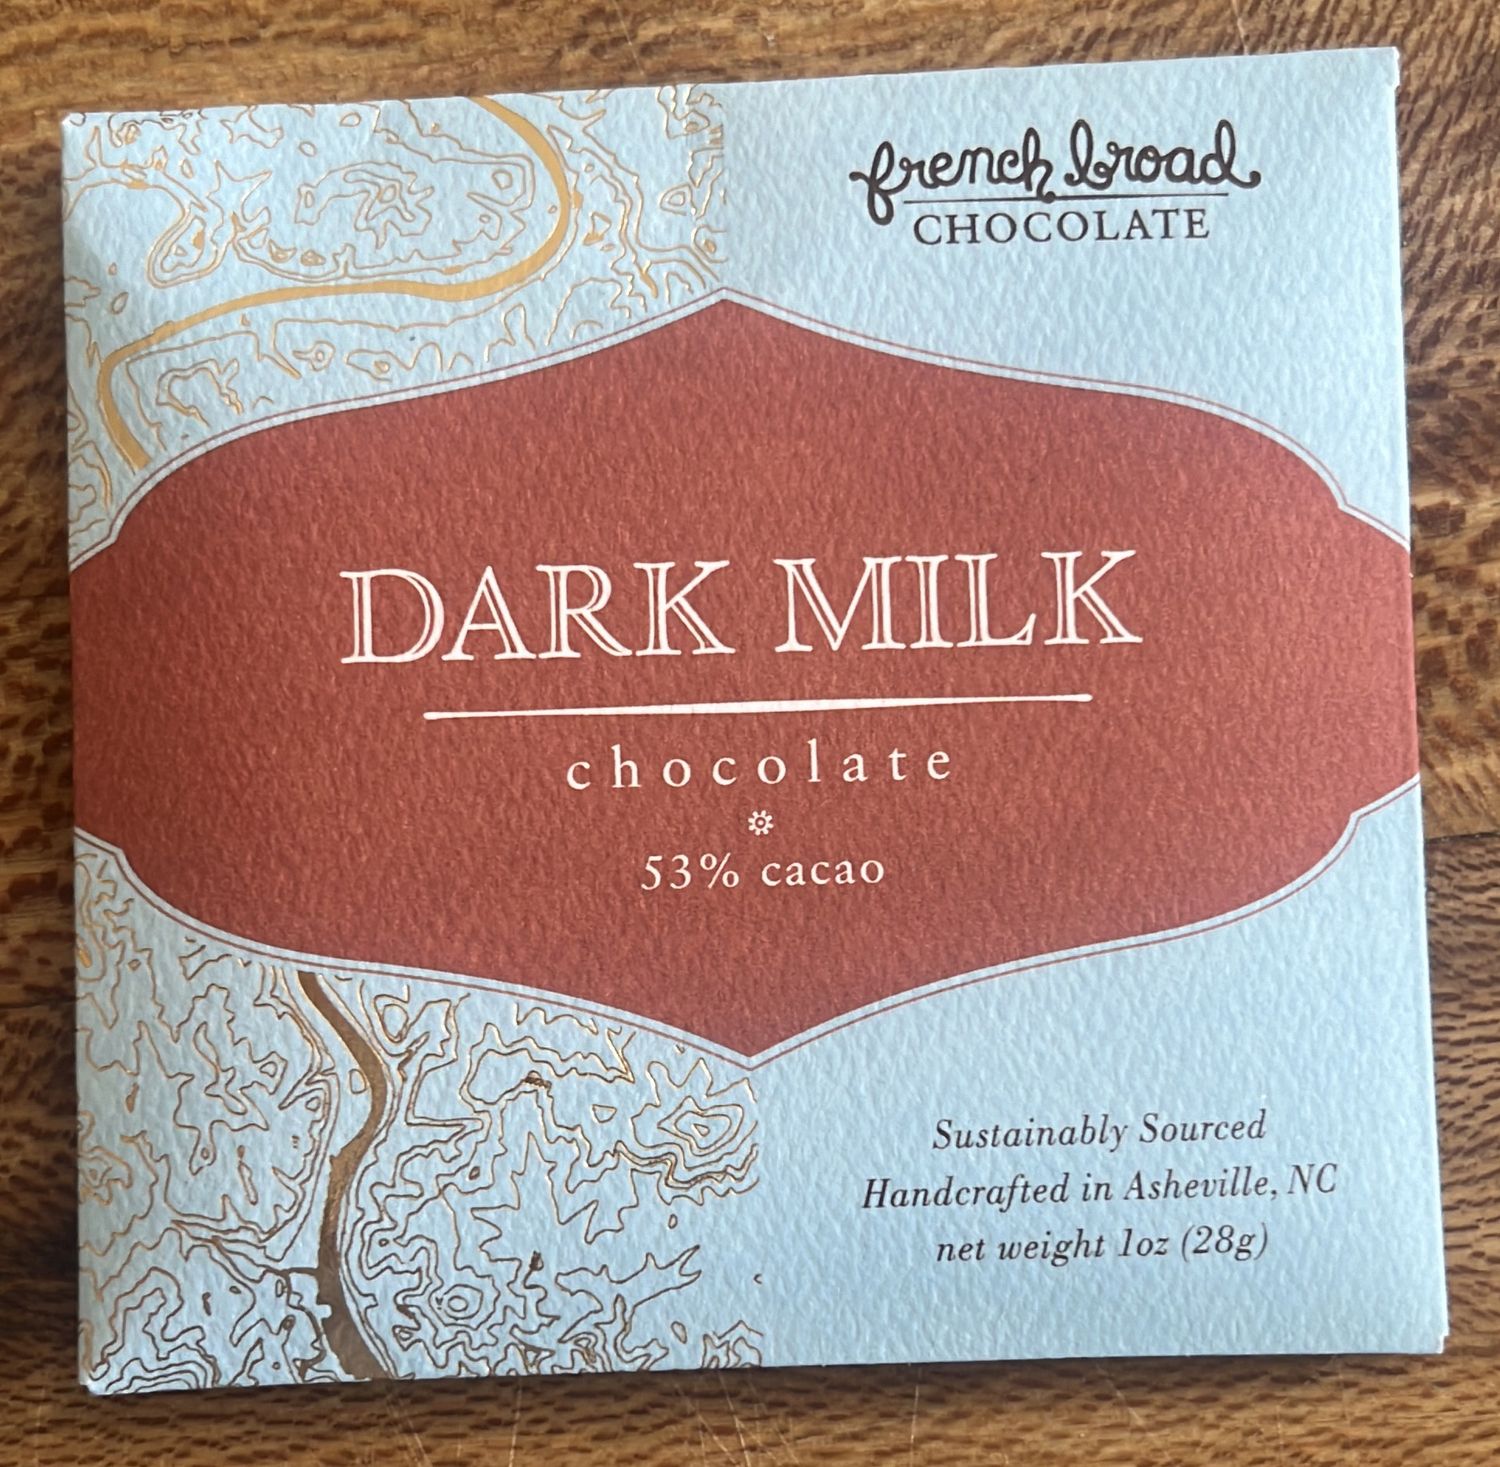 french broad
CHOCOLATE
DARK MILK
chocolate
53% cacao
Sustainably Sourced
Handcrafted in Asheville, NC
net weight 1oz (28g)